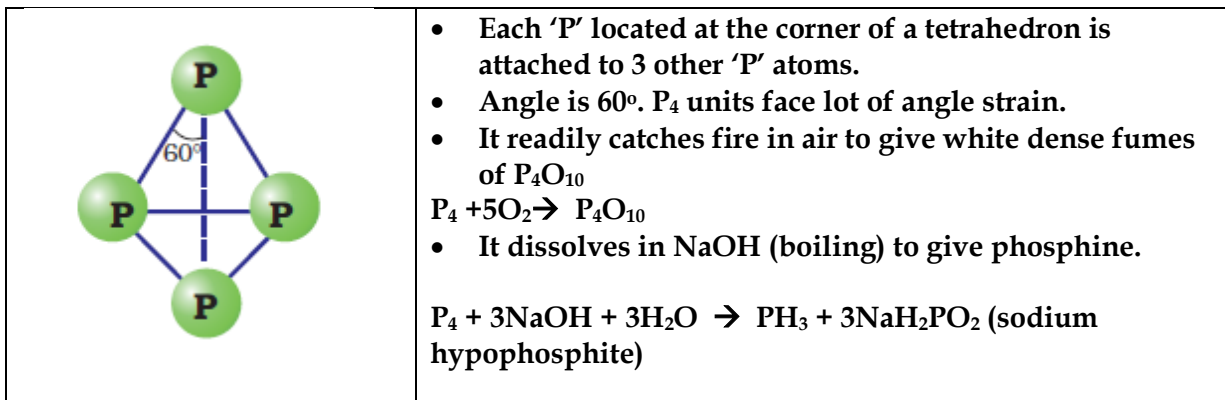 P
60⁰
P
P
P
• Each ‘P’ located at the corner of a tetrahedron is
attached to 3 other ‘P’ atoms.
• Angle is 60ᵒ. P₄ units face lot of angle strain.
• It readily catches fire in air to give white dense fumes
of P₄O₁₀
P₄ +5O₂→ P₄O₁₀
• It dissolves in NaOH (boiling) to give phosphine.
P₄ + 3NaOH + 3H₂O → PH₃ + 3NaH₂PO₂ (sodium
hypophosphite)